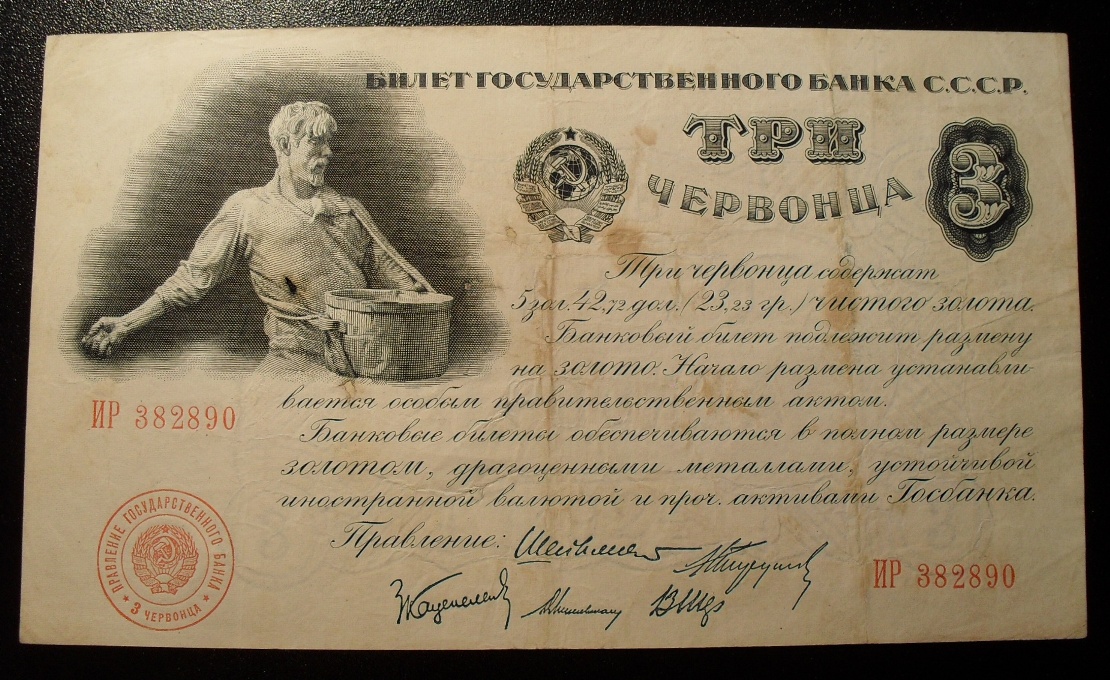 БИЛЕТ ГОСУДАРСТВЕННОГО БАНКА С.С.С.Р.
ТРИ
ЧЕРВОНЦА
3
Три червонца содержат
5 зол. 42,72 дол. (23,23 гр.) чистого золота.
Банковый билет подлежит размену
на золото. Начало размена устанавли-
вается особым правительственным актом.
Банковые билеты обеспечиваются в полном размере
золотом, драгоценными металлами, устойчивой
иностранной валютой и проч. активами Госбанка.
Правление:
ИР 382890
ИР 382890
ПРАВЛЕНИЕ ГОСУДАРСТВЕННОГО БАНКА
3 ЧЕРВОНЦА